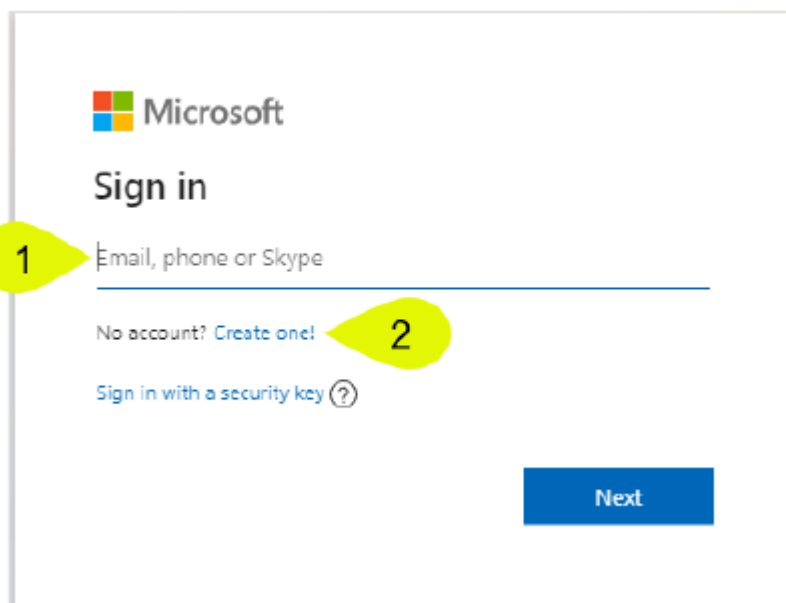 Microsoft
Sign in
1
Email, phone or Skype
No account? Create one!
2
Sign in with a security key ?
Next